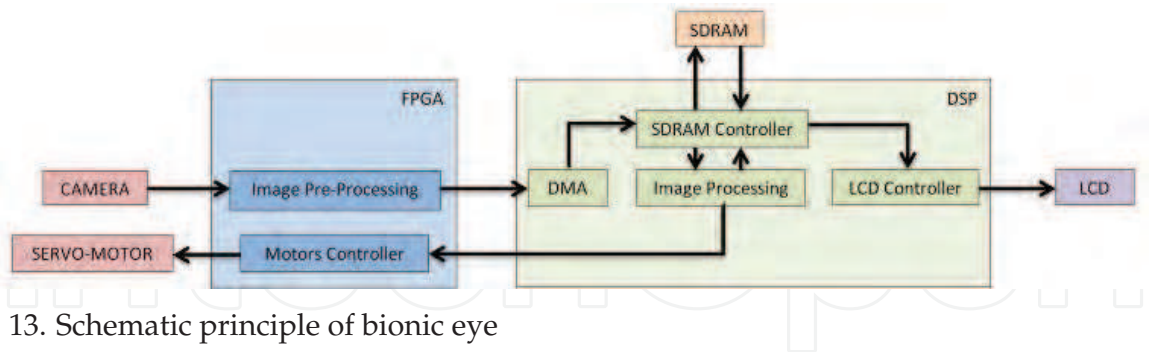 SDRAM
FPGA
DSP
SDRAM Controller
CAMERA
Image Pre-Processing
DMA
Image Processing
LCD Controller
LCD
SERVO-MOTOR
Motors Controller
intechopen
13. Schematic principle of bionic eye